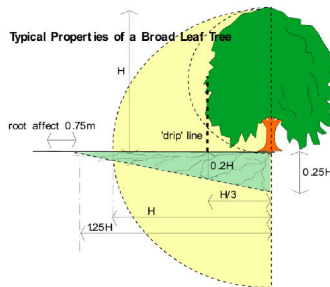 Typical Properties of a Broad Leaf Tree
H
root affect 0.75m
'drip' line
0.2H
0.25H
H/3
H
1.25H